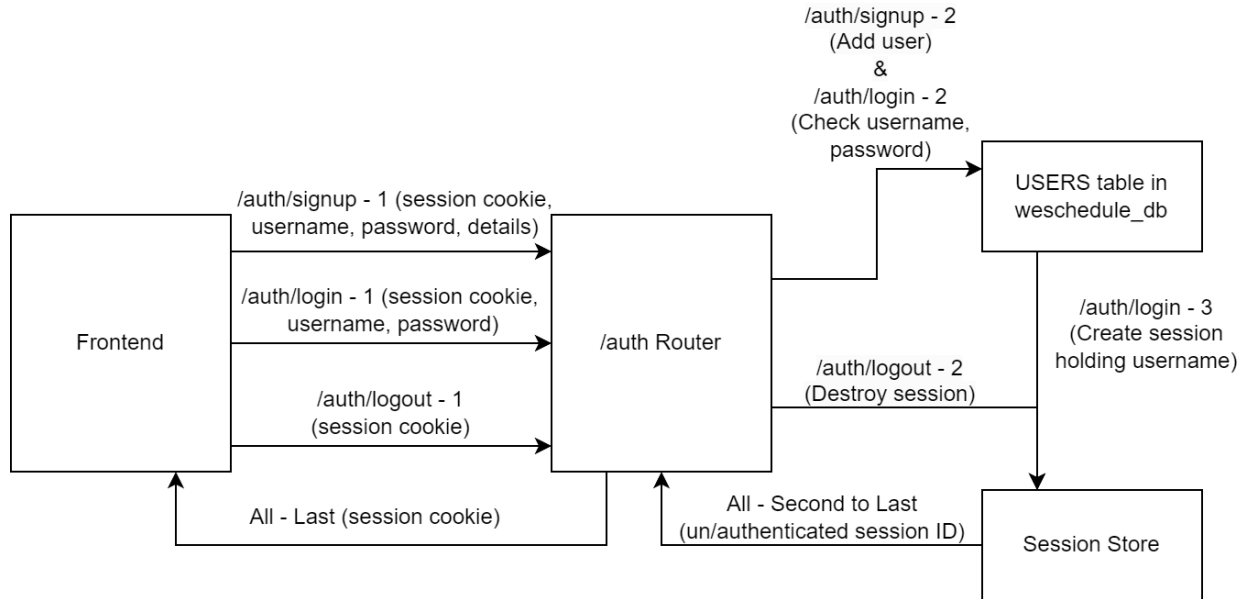 /auth/signup - 2
(Add user)
&
/auth/login - 2
(Check username,
password)
USERS table in
weschedule_db
/auth/signup - 1 (session cookie,
username, password, details)
/auth/login - 1 (session cookie,
username, password)
Frontend
/auth Router
/auth/login - 3
(Create session
holding username)
/auth/logout - 2
(Destroy session)
/auth/logout - 1
(session cookie)
All - Last (session cookie)
All - Second to Last
(un/authenticated session ID)
Session Store